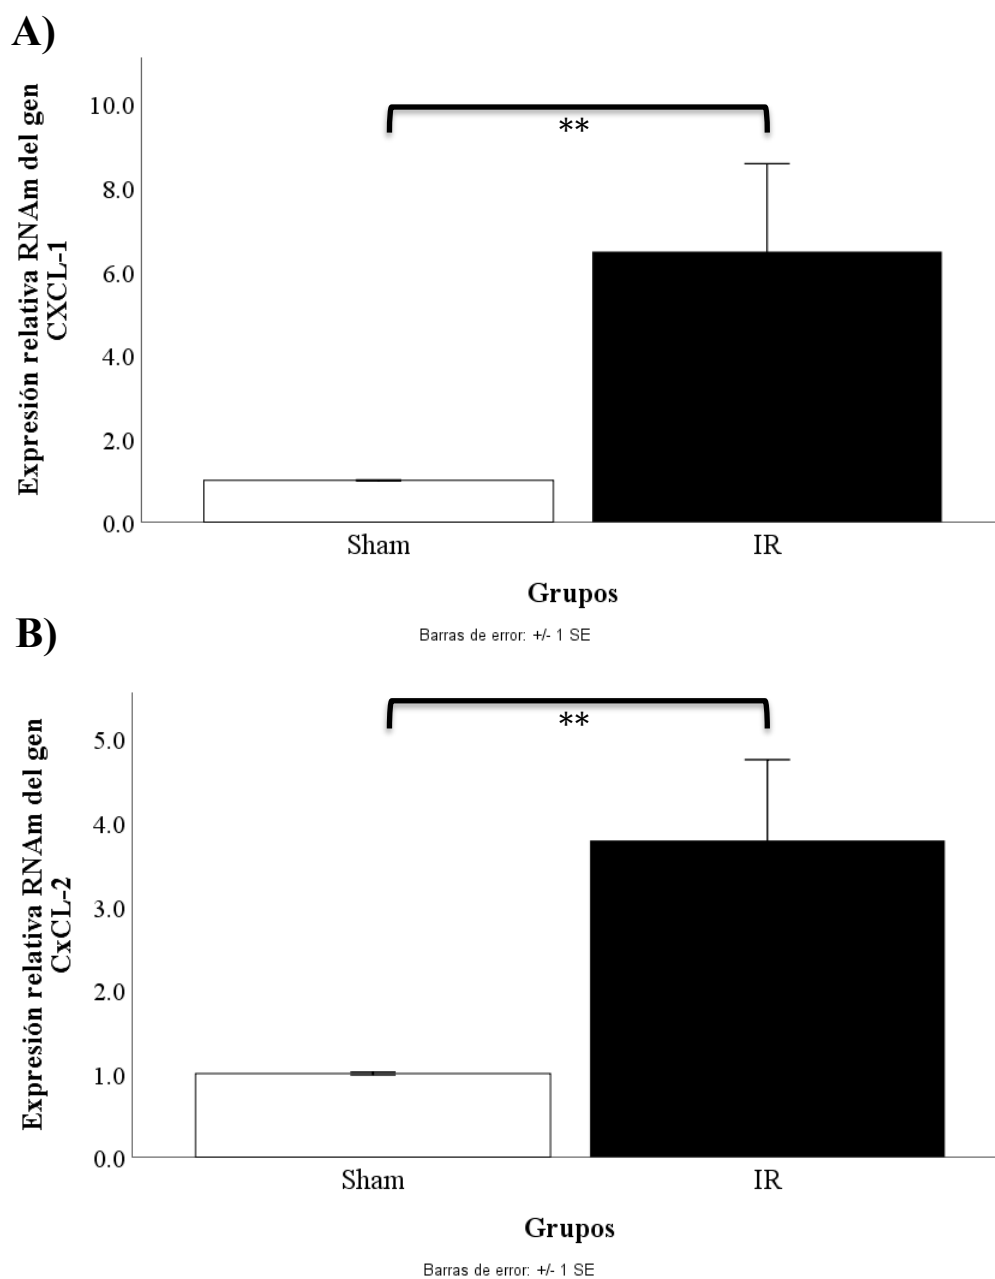 A)
Expresión relativa RNAm del gen
CXCL-1
10.0
8.0
6.0
4.0
2.0
0.0
**
Sham
IR
Grupos
Barras de error: +/- 1 SE
B)
Expresión relativa RNAm del gen
CxCL-2
5.0
4.0
3.0
2.0
1.0
0.0
**
Sham
IR
Grupos
Barras de error: +/- 1 SE